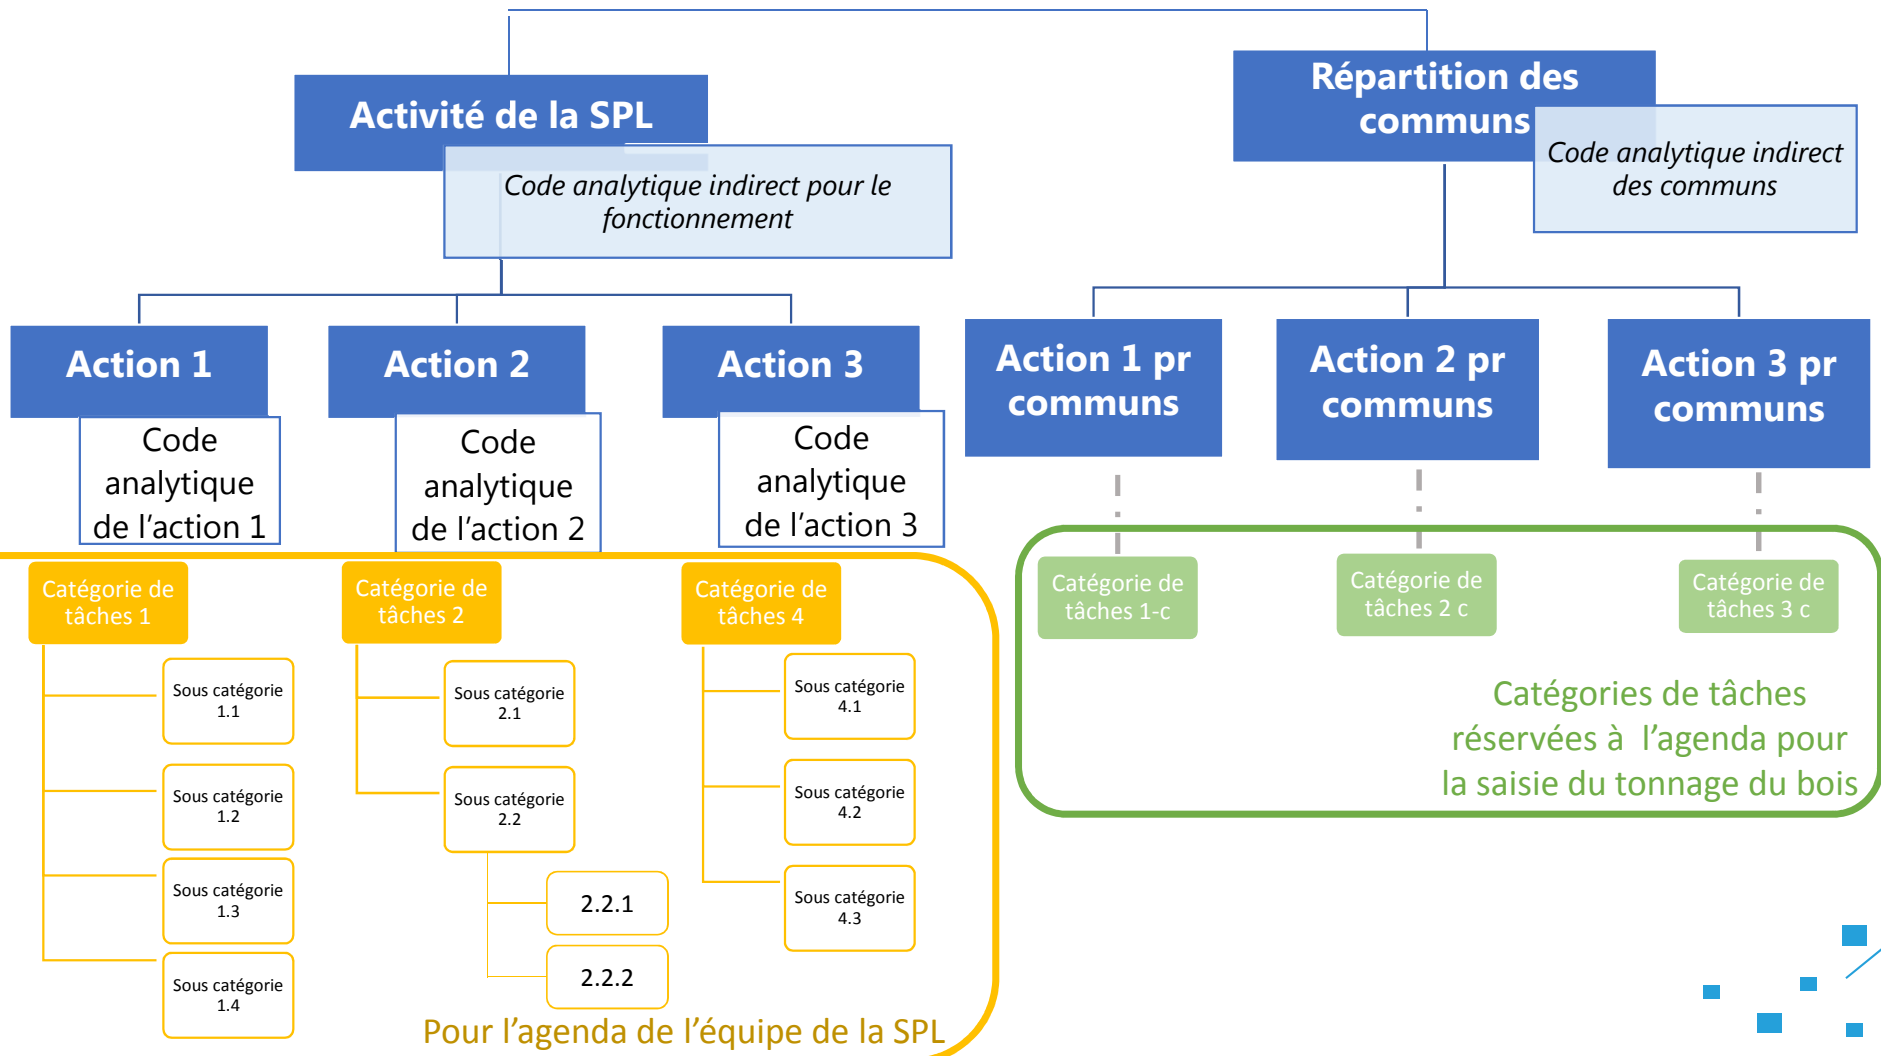 Activité de la SPL
Code analytique indirect pour le
fonctionnement
Répartition des
communs
Code analytique indirect
des communs
Action 1
Code
analytique
de l’action 1
Action 2
Code
analytique
de l’action 2
Action 3
Code
analytique
de l’action 3
Action 1 pr
communs
Action 2 pr
communs
Action 3 pr
communs
Catégorie de
tâches 1
Sous catégorie
1.1
Sous catégorie
1.2
Sous catégorie
1.3
Sous catégorie
1.4
Catégorie de
tâches 2
Sous catégorie
2.1
Sous catégorie
2.2
2.2.1
2.2.2
Catégorie de
tâches 4
Sous catégorie
4.1
Sous catégorie
4.2
Sous catégorie
4.3
Pour l’agenda de l’équipe de la SPL
Catégorie de
tâches 1-c
Catégorie de
tâches 2 c
Catégorie de
tâches 3 c
Catégories de tâches
réservées à  l’agenda pour
la saisie du tonnage du bois